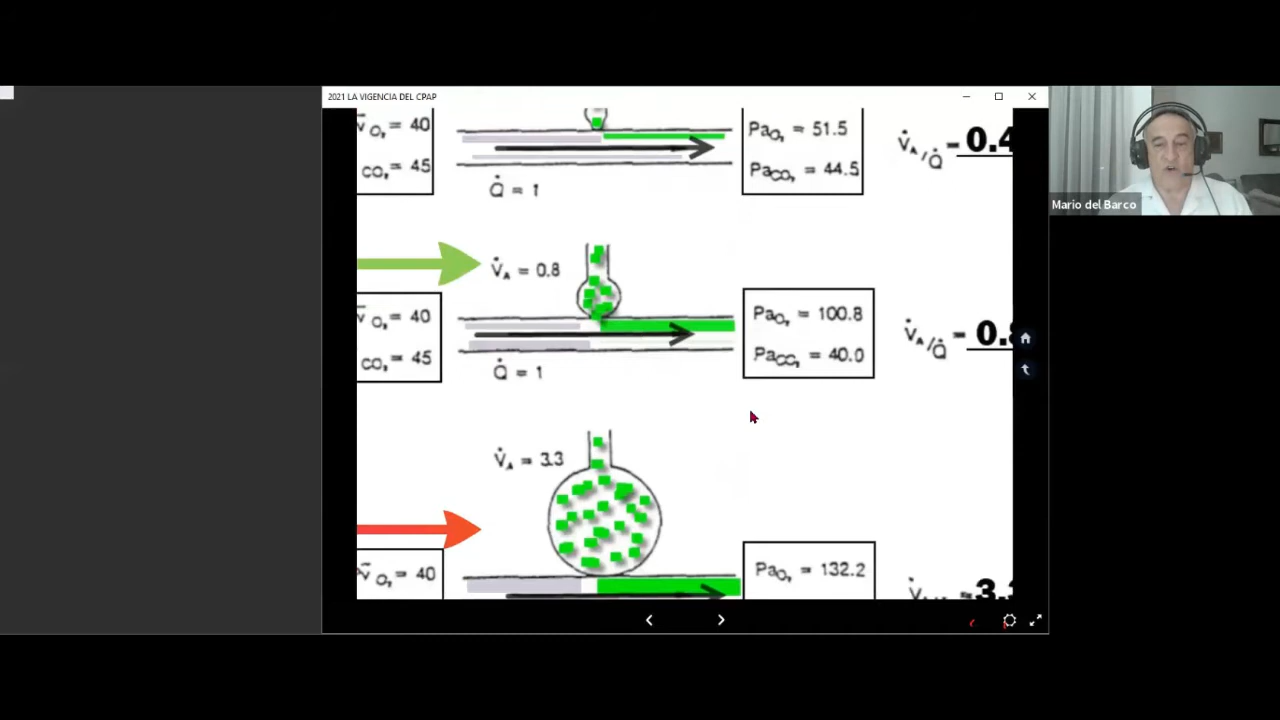 2021 LA VIGENCIA DEL CPAP
V̄ O₂ = 40
CO₂ = 45
Q̇ = 1
PaO₂ = 51.5
PaCO₂ = 44.5
V̇A/Q̇ = 0.4
Mario del Barco
V̇A = 0.8
V̄ O₂ = 40
CO₂ = 45
Q̇ = 1
PaO₂ = 100.8
PaCO₂ = 40.0
V̇A/Q̇ = 0.8
V̇A = 3.3
V̄ O₂ = 40
PaO₂ = 132.2
= 3.3